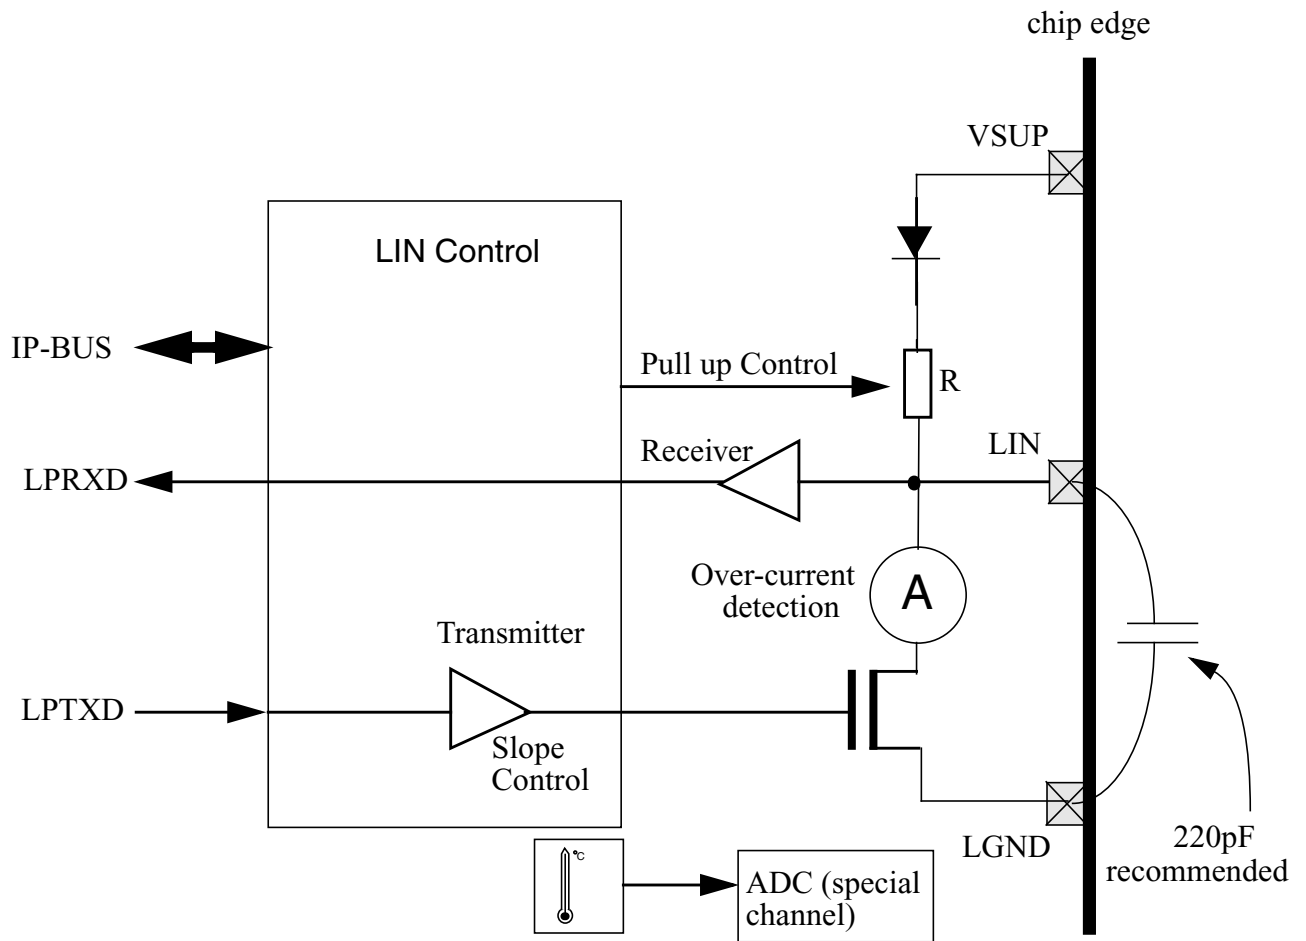 chip edge
VSUP
LIN Control
IP-BUS
Pull up Control
R
Receiver
LIN
LPRXD
Over-current
detection
A
Transmitter
LPTXD
Slope
Control
LGND
220pF
recommended
°C
ADC (special
channel)